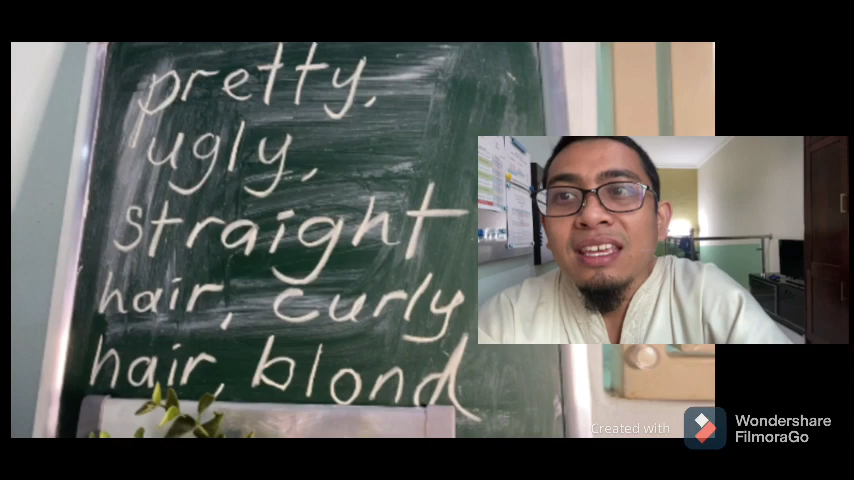 pretty,
ugly,
straight
hair, curly
hair, blond
Created with
Wondershare
FilmoraGo